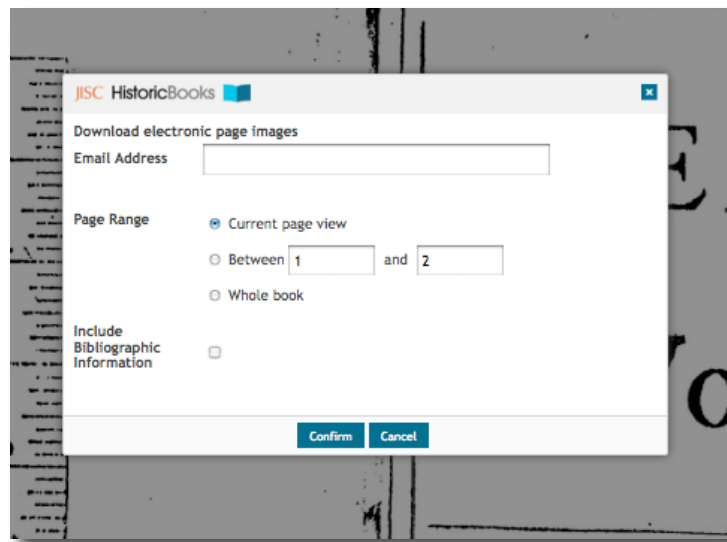 JISC HistoricBooks
Download electronic page images
Email Address
Page Range
Current page view
Between 1 and 2
Whole book
Include
Bibliographic
Information
Confirm Cancel